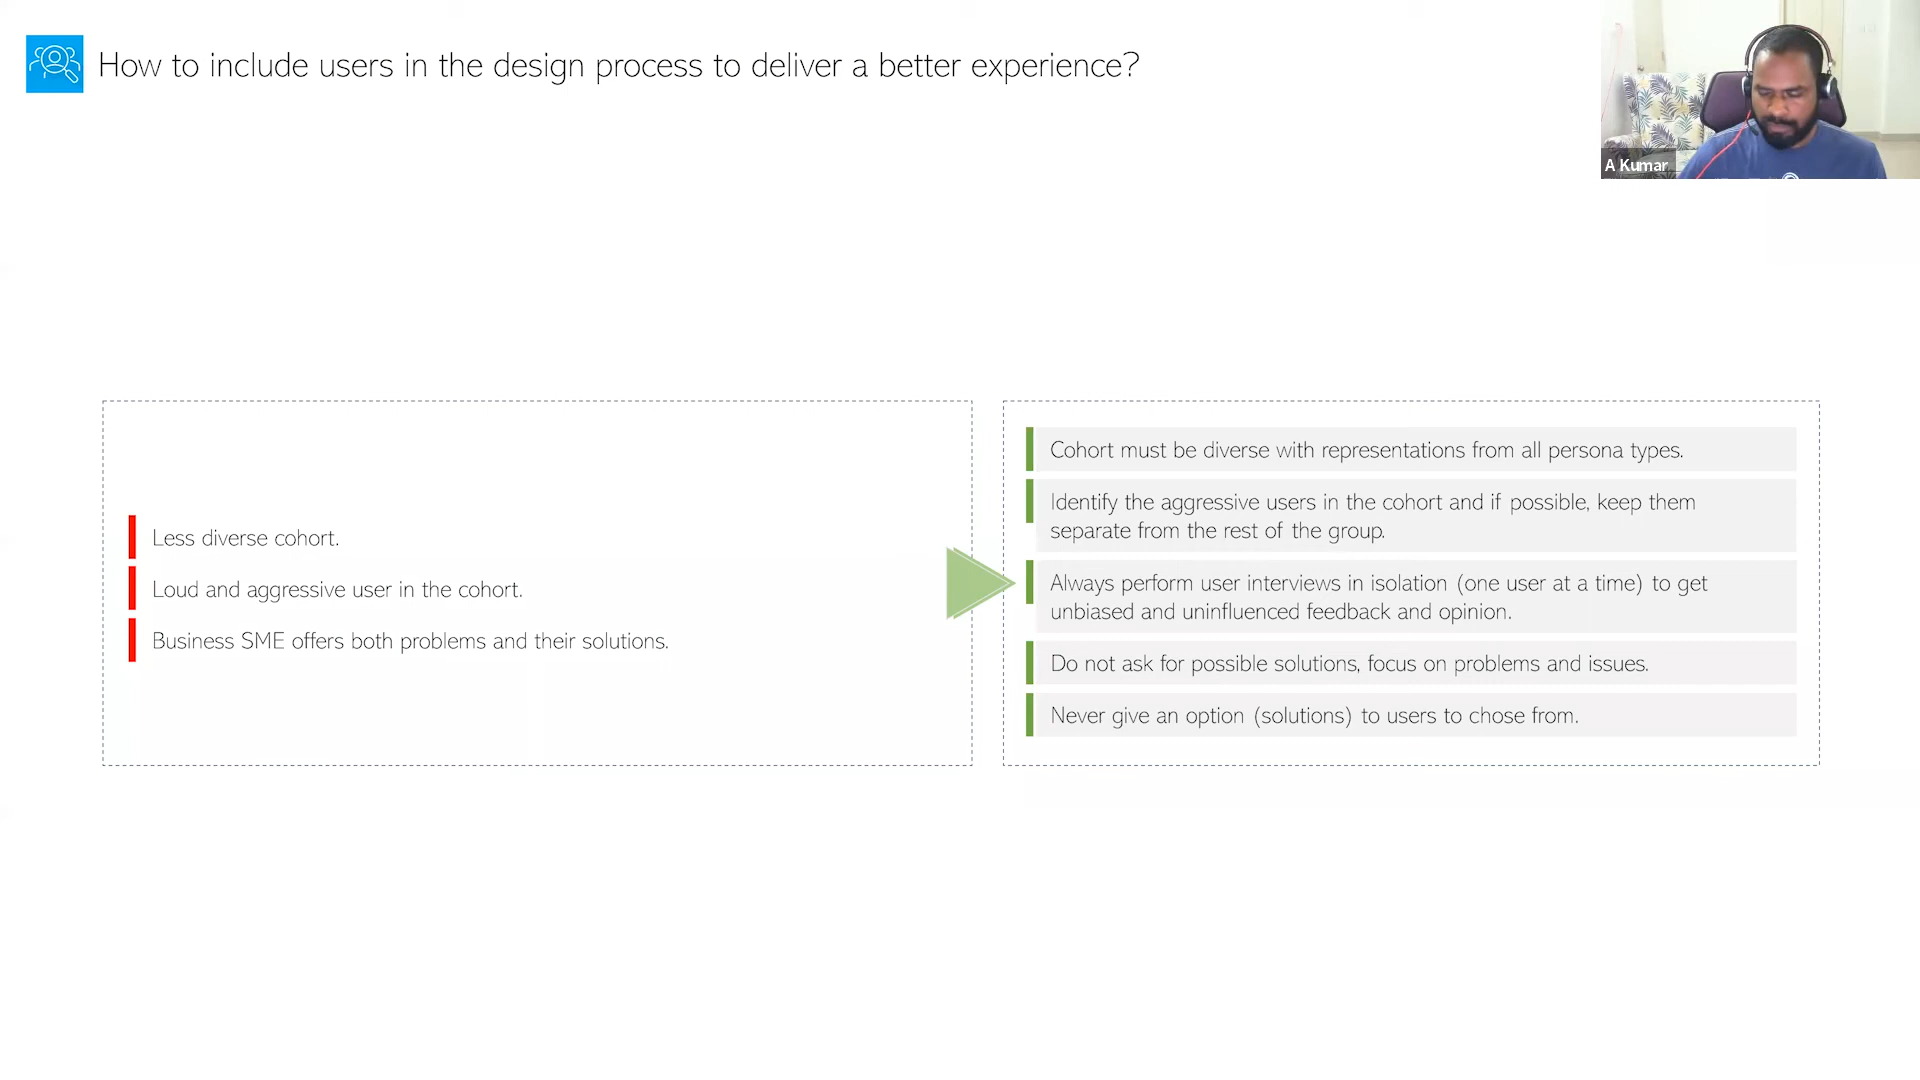 How to include users in the design process to deliver a better experience?
A Kumar
Less diverse cohort.
Loud and aggressive user in the cohort.
Business SME offers both problems and their solutions.
Cohort must be diverse with representations from all persona types.
Identify the aggressive users in the cohort and if possible, keep them
separate from the rest of the group.
Always perform user interviews in isolation (one user at a time) to get
unbiased and uninfluenced feedback and opinion.
Do not ask for possible solutions, focus on problems and issues.
Never give an option (solutions) to users to chose from.